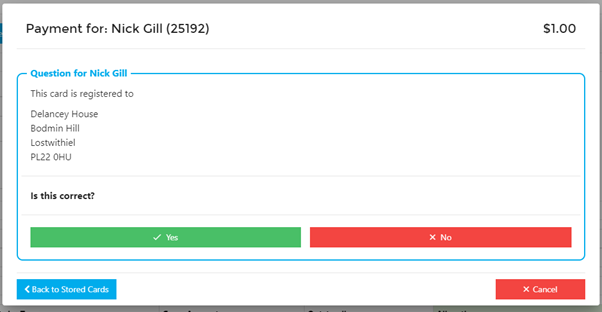 Payment for: Nick Gill (25192) $1.00
Question for Nick Gill
This card is registered to
Delancey House
Bodmin Hill
Lostwithiel
PL22 0HU
Is this correct?
Yes No
Back to Stored Cards Cancel